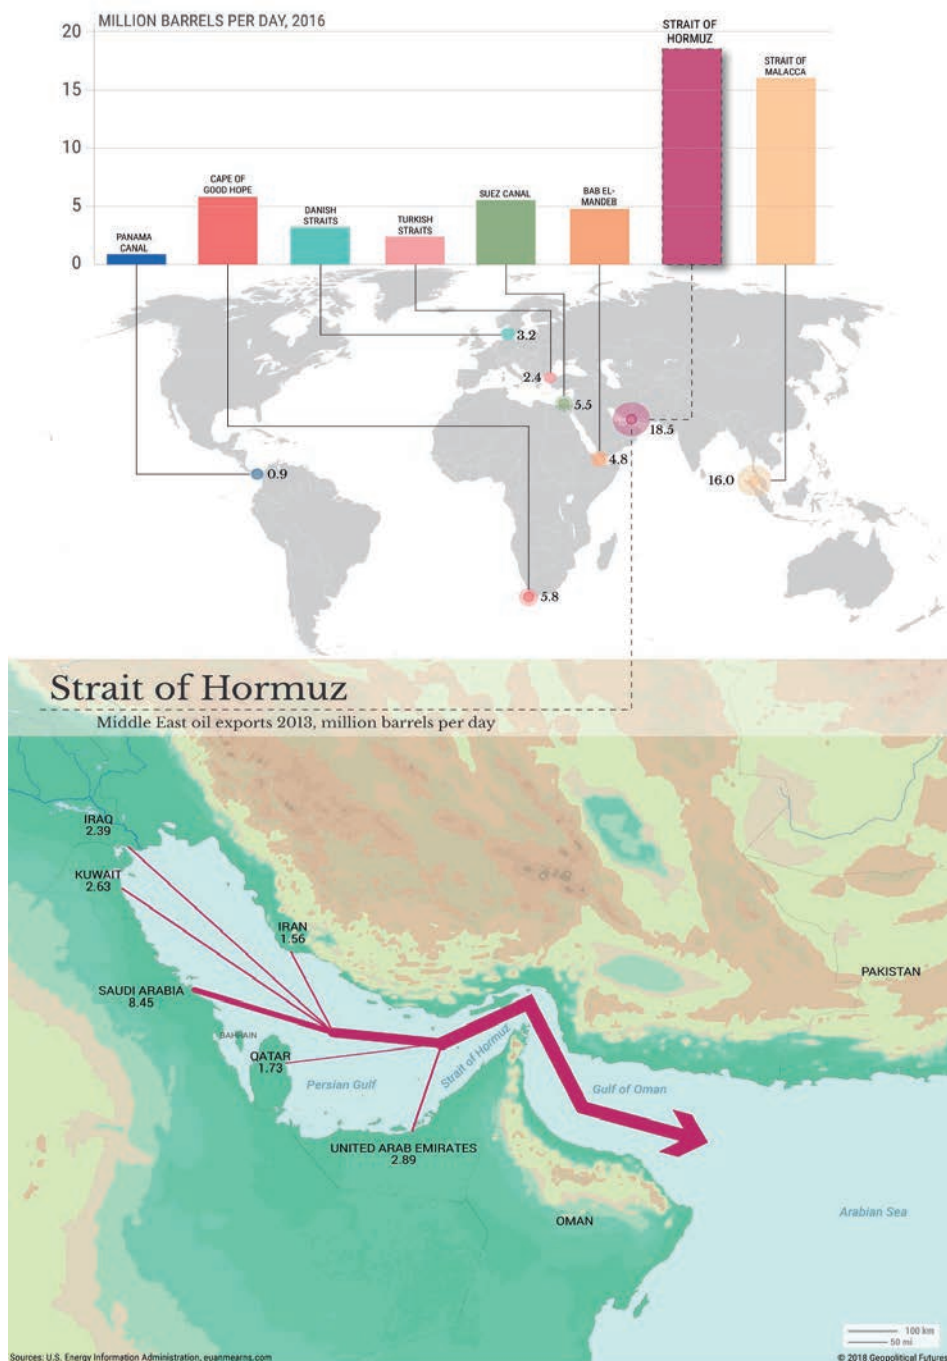 MILLION BARRELS PER DAY, 2016
20
15
10
5
0
PANAMA
CANAL
CAPE OF
GOOD HOPE
DANISH
STRAITS
TURKISH
STRAITS
SUEZ CANAL
BAB EL-
MANDEB
STRAIT OF
HORMUZ
STRAIT OF
MALACCA
3.2
2.4
5.5
18.5
4.8
0.9
16.0
5.8
Strait of Hormuz
Middle East oil exports 2013, million barrels per day
IRAQ
2.39
KUWAIT
2.63
IRAN
1.56
SAUDI ARABIA
8.45
PAKISTAN
BAHRAIN
QATAR
1.73
Persian Gulf
Strait of Hormuz
Gulf of Oman
UNITED ARAB EMIRATES
2.89
OMAN
Arabian Sea
100 km
50 mi
Sources: U.S. Energy Information Administration, euanmearns.com
© 2018 Geopolitical Futures